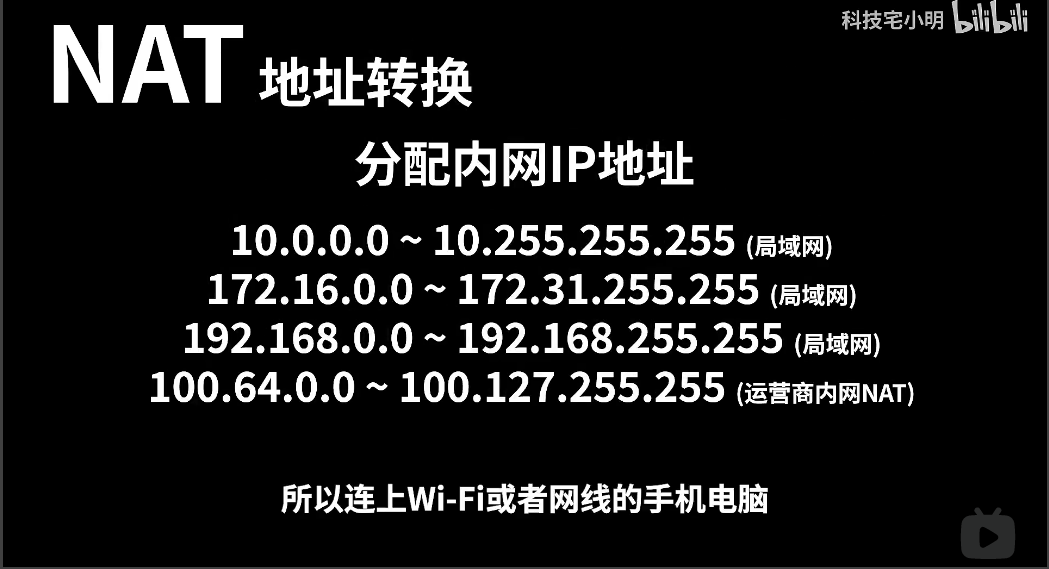 科技宅小明 bilibili
NAT 地址转换
分配内网IP地址
10.0.0.0 ~ 10.255.255.255 (局域网)
172.16.0.0 ~ 172.31.255.255 (局域网)
192.168.0.0 ~ 192.168.255.255 (局域网)
100.64.0.0 ~ 100.127.255.255 (运营商内网NAT)
所以连上Wi-Fi或者网线的手机电脑